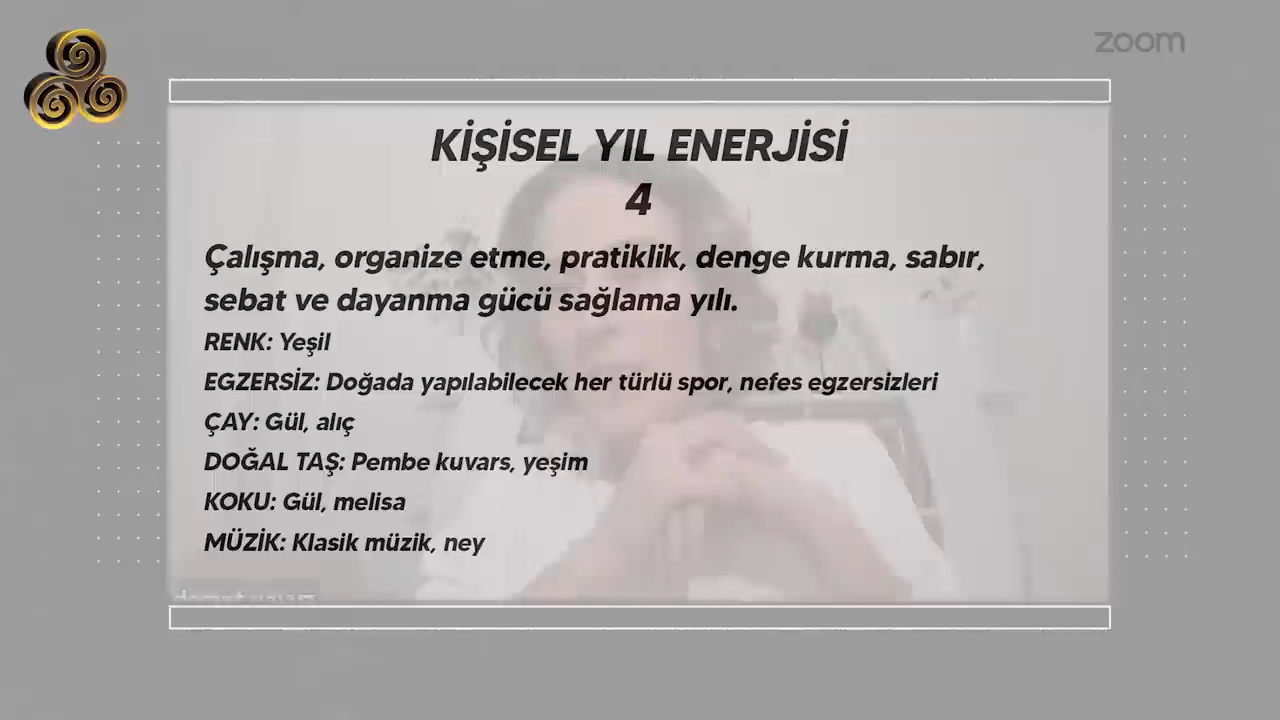 zoom
KİŞİSEL YIL ENERJİSİ
4
Çalışma, organize etme, pratiklik, denge kurma, sabır,
sebat ve dayanma gücü sağlama yılı.
RENK: Yeşil
EGZERSİZ: Doğada yapılabilecek her türlü spor, nefes egzersizleri
ÇAY: Gül, alıç
DOĞAL TAŞ: Pembe kuvars, yeşim
KOKU: Gül, melisa
MÜZİK: Klasik müzik, ney